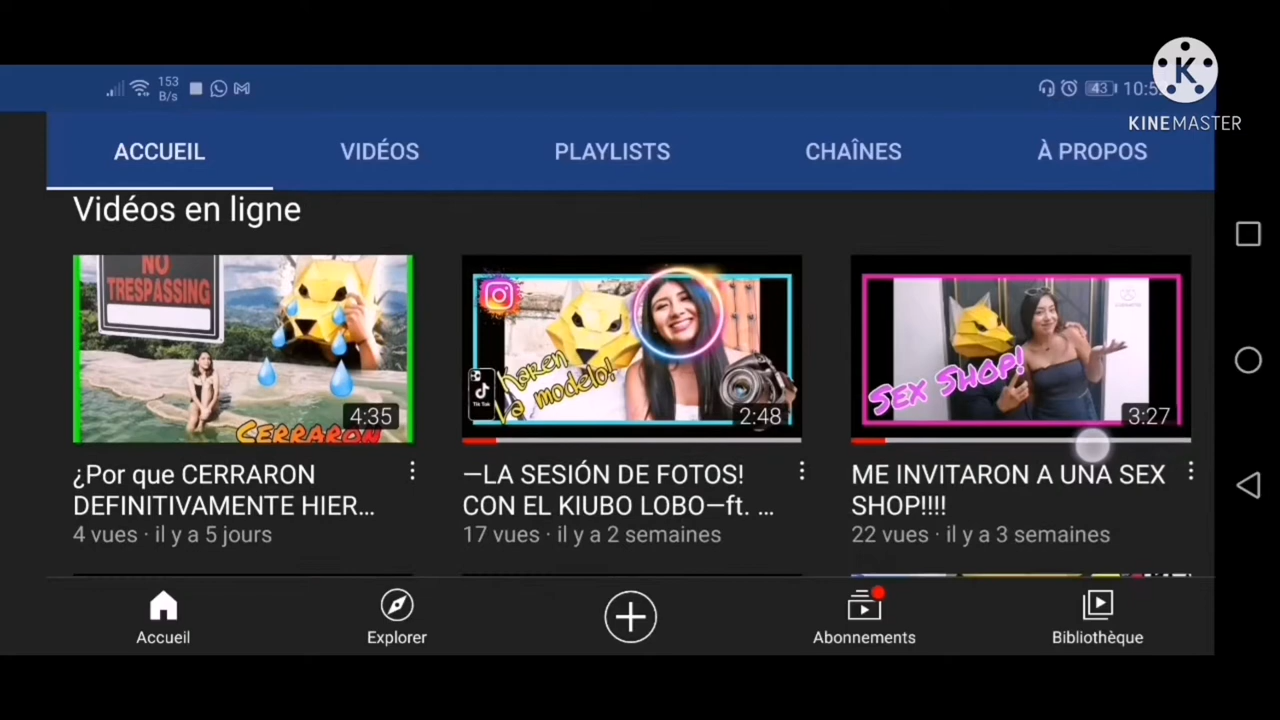 153
B/s
43
10:5
K
KINEMASTER
ACCUEIL
VIDÉOS
PLAYLISTS
CHAÎNES
À PROPOS
Vidéos en ligne
NO
TRESPASSING
CERRARON
4:35
Karen
la modelo!
Tik Tok
2:48
SEX SHOP!
3:27
¿Por que CERRARON
DEFINITIVAMENTE HIER...
4 vues · il y a 5 jours
—LA SESIÓN DE FOTOS!
CON EL KIUBO LOBO—ft. ...
17 vues · il y a 2 semaines
ME INVITARON A UNA SEX
SHOP!!!!
22 vues · il y a 3 semaines
Accueil
Explorer
Abonnements
Bibliothèque